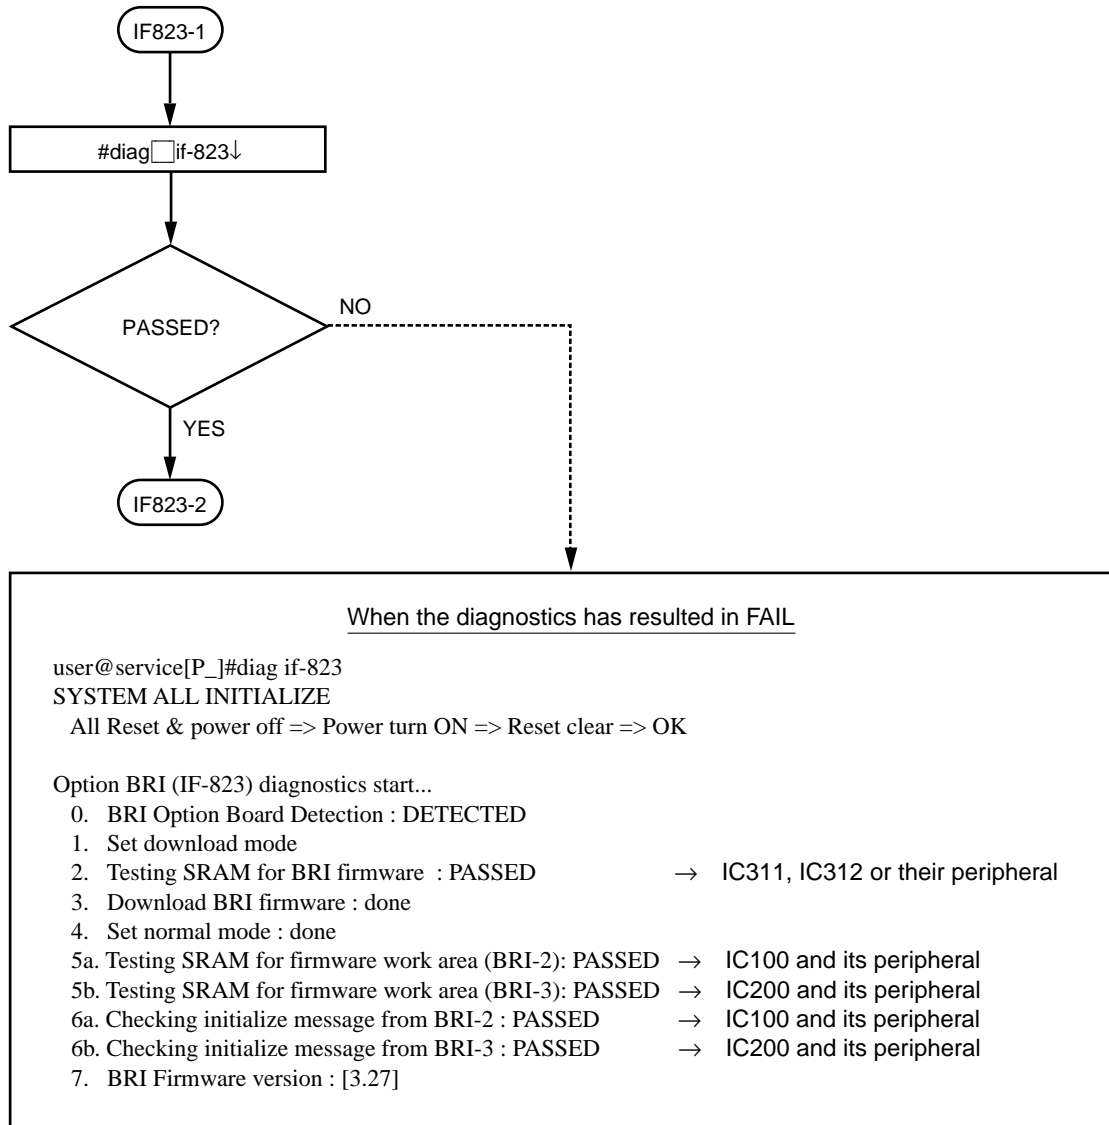 IF823-1
#diag□if-823↓
PASSED?
NO
YES
IF823-2
When the diagnostics has resulted in FAIL
user@service[P_]#diag if-823
SYSTEM ALL INITIALIZE
All Reset & power off => Power turn ON => Reset clear => OK
Option BRI (IF-823) diagnostics start...
0. BRI Option Board Detection : DETECTED
1. Set download mode
2. Testing SRAM for BRI firmware : PASSED → IC311, IC312 or their peripheral
3. Download BRI firmware : done
4. Set normal mode : done
5a. Testing SRAM for firmware work area (BRI-2): PASSED → IC100 and its peripheral
5b. Testing SRAM for firmware work area (BRI-3): PASSED → IC200 and its peripheral
6a. Checking initialize message from BRI-2 : PASSED → IC100 and its peripheral
6b. Checking initialize message from BRI-3 : PASSED → IC200 and its peripheral
7. BRI Firmware version : [3.27]